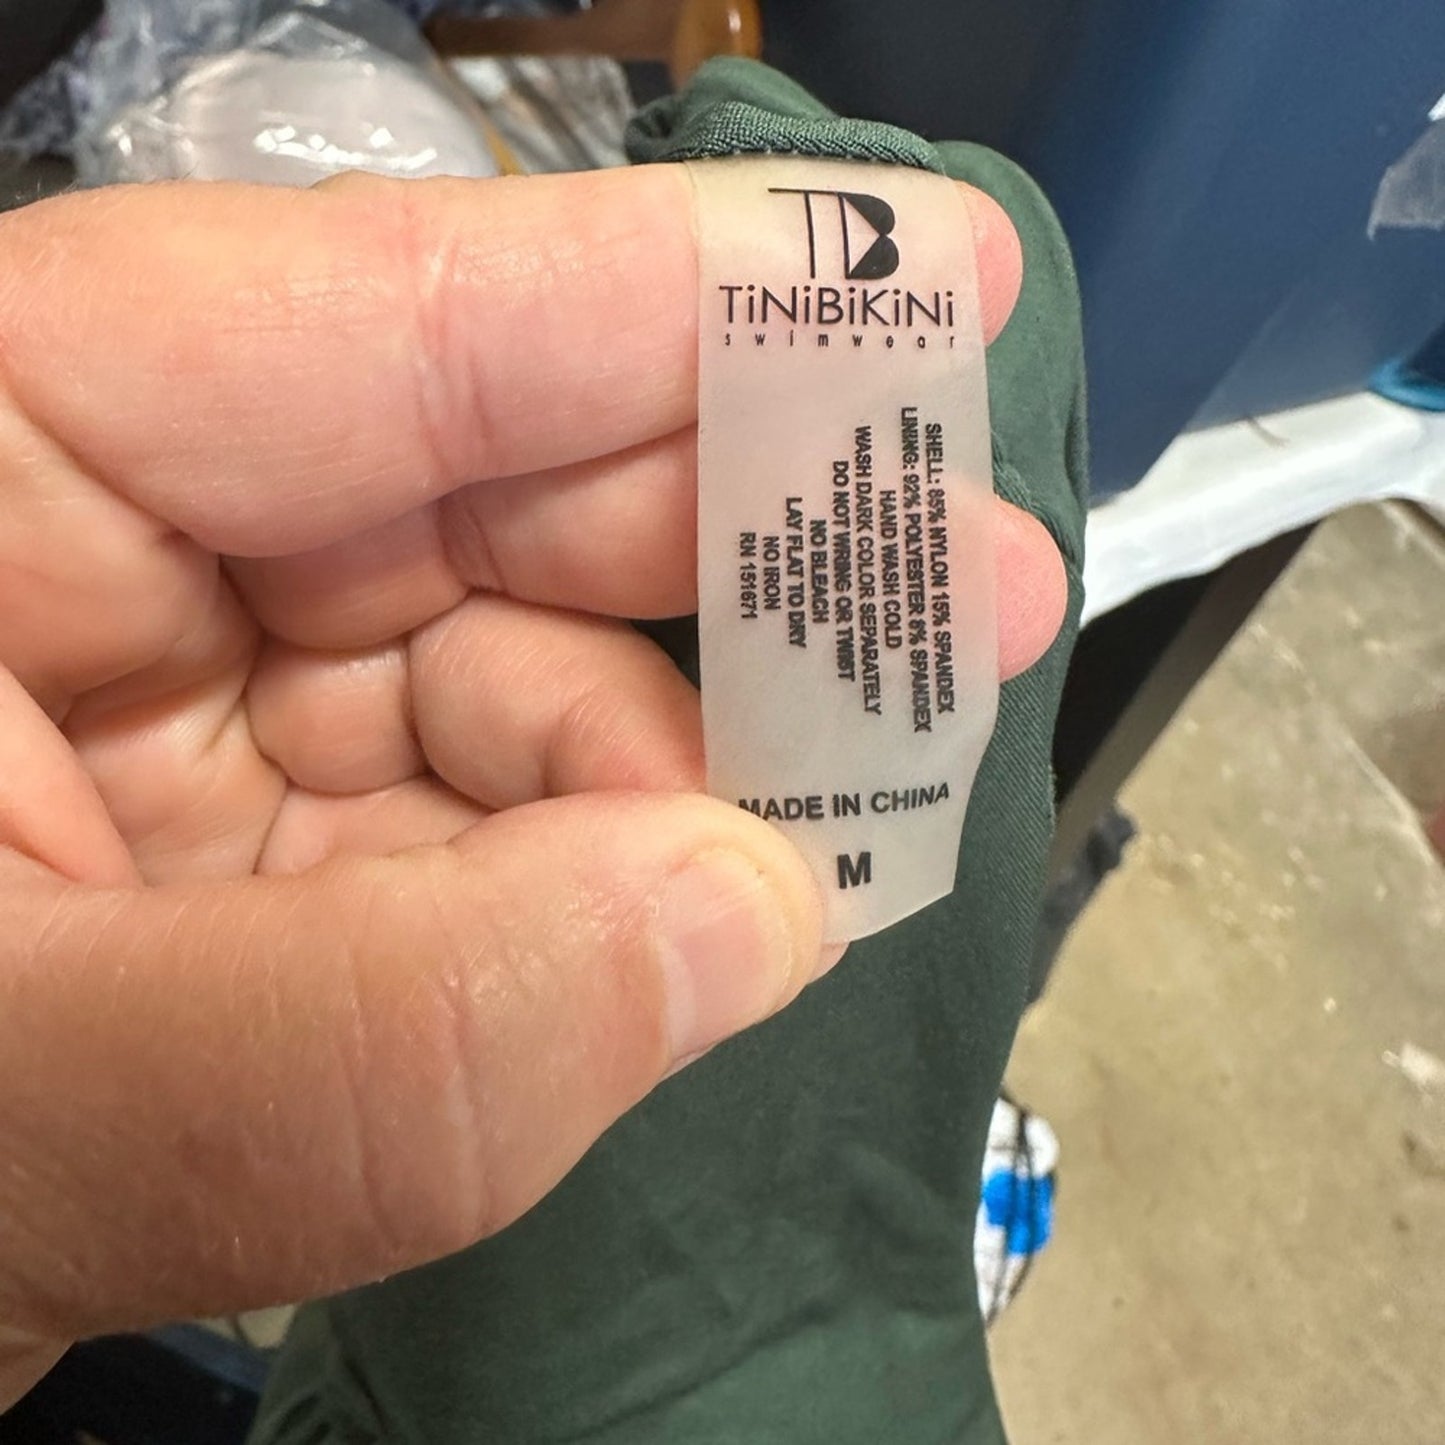 TB
TiNiBiKiNi
swimwear
SHELL: 85% NYLON 15% SPANDEX
LINING: 92% POLYESTER 8% SPANDEX
HAND WASH COLD
WASH DARK COLOR SEPARATELY
DO NOT WRING OR TWIST
NO BLEACH
LAY FLAT TO DRY
NO IRON
RN 151671
MADE IN CHINA
M